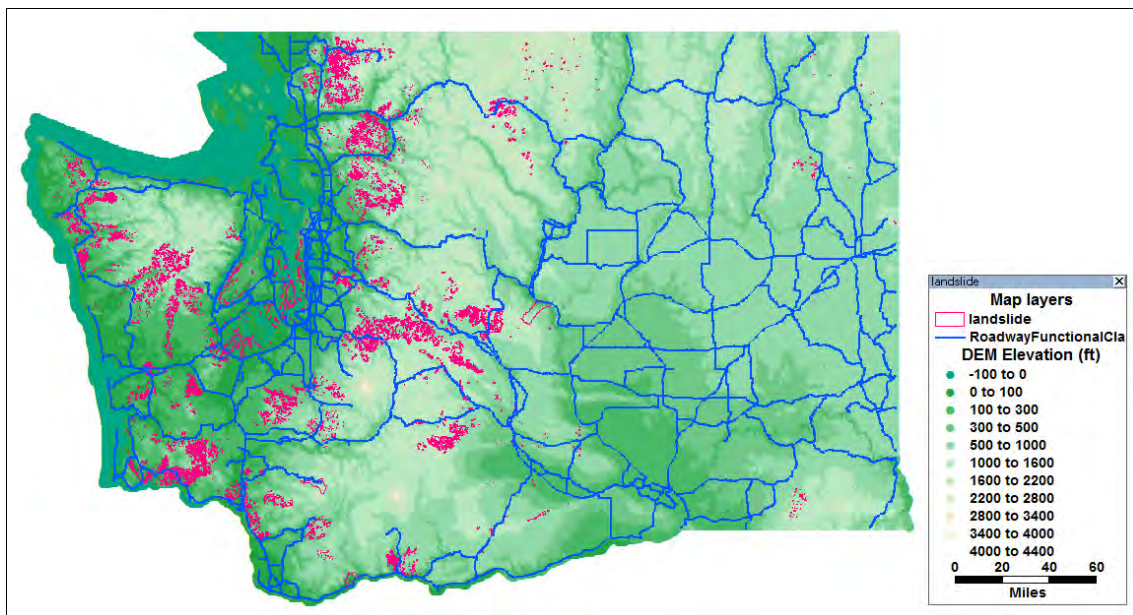 landslide
Map layers
landslide
RoadwayFunctionalCla
DEM Elevation (ft)
-100 to 0
0 to 100
100 to 300
300 to 500
500 to 1000
1000 to 1600
1600 to 2200
2200 to 2800
2800 to 3400
3400 to 4000
4000 to 4400
0 20 40 60
Miles